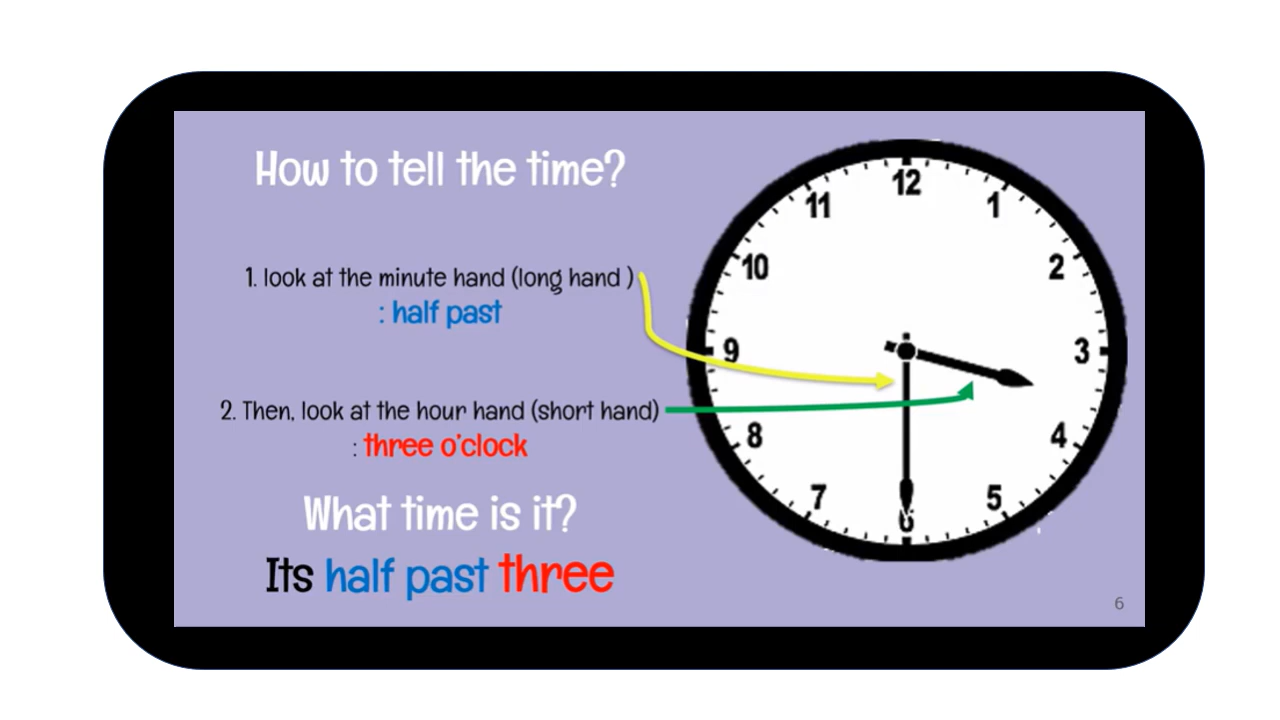 How to tell the time?
1. look at the minute hand (long hand )
: half past
2. Then, look at the hour hand (short hand)
: three o'clock
What time is it?
Its half past three
12
1
2
3
4
5
6
7
8
9
10
11
6